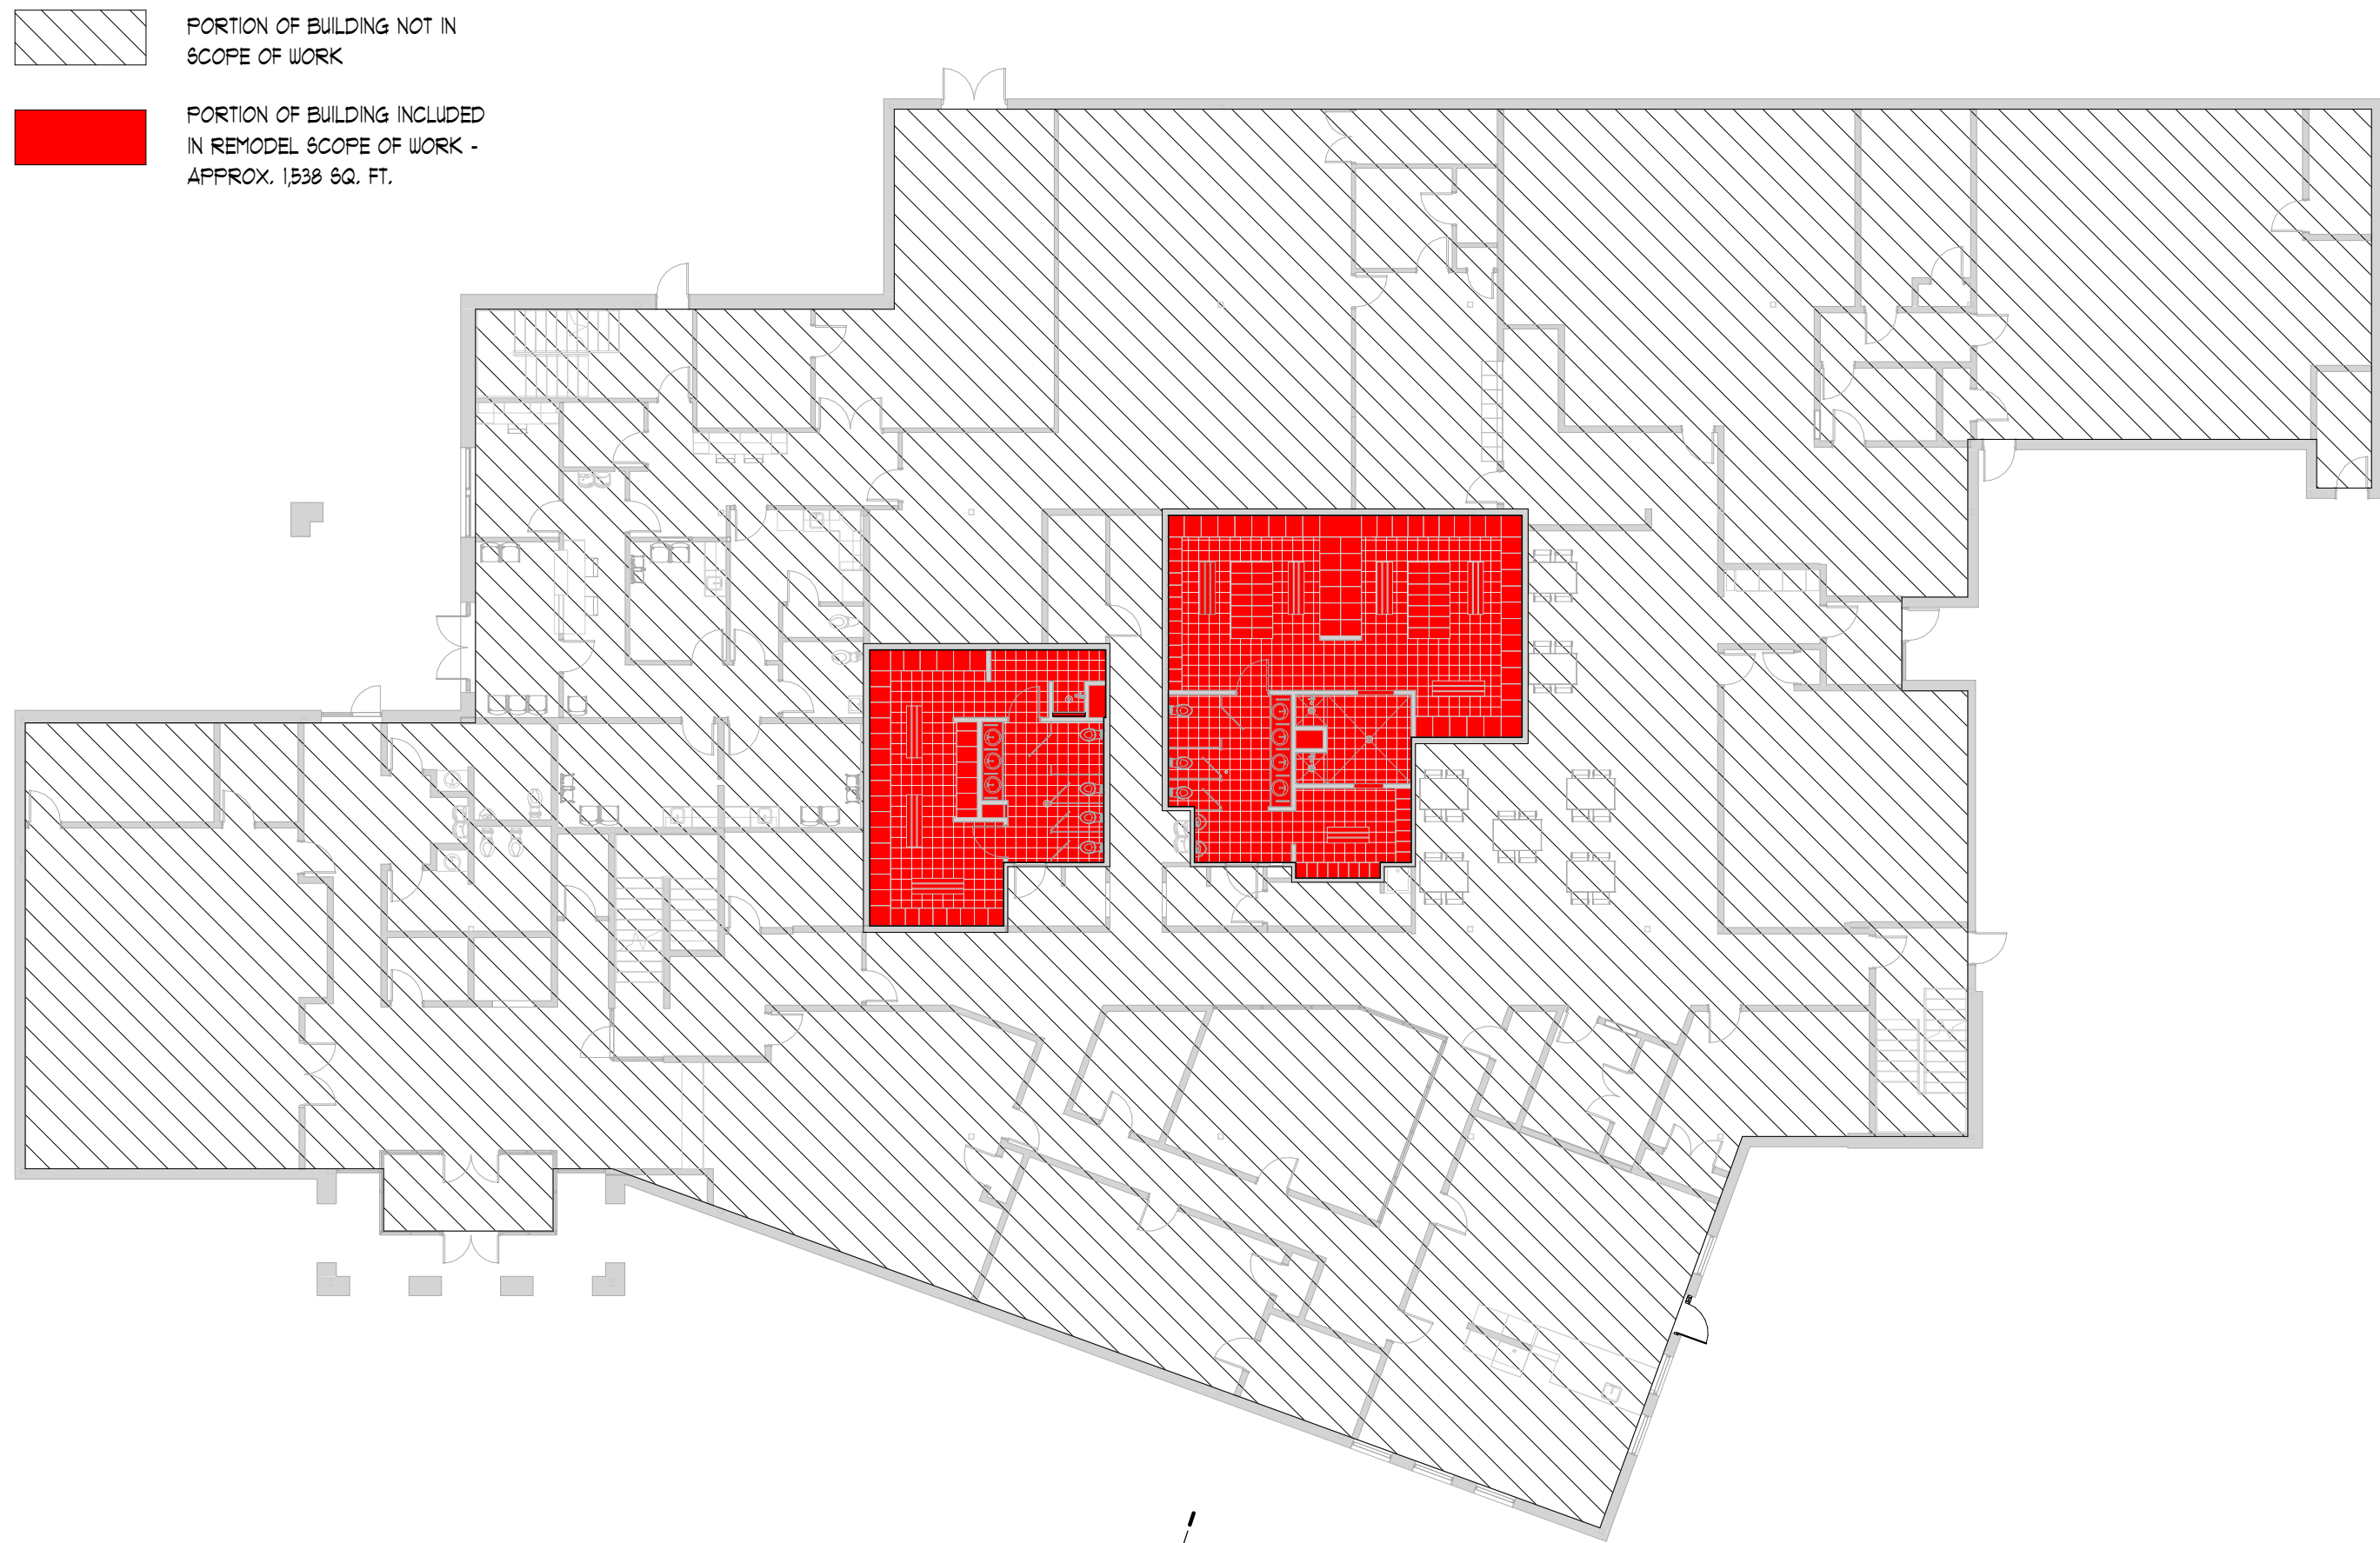 PORTION OF BUILDING NOT IN
SCOPE OF WORK
PORTION OF BUILDING INCLUDED
IN REMODEL SCOPE OF WORK -
APPROX. 1,538 SQ. FT.